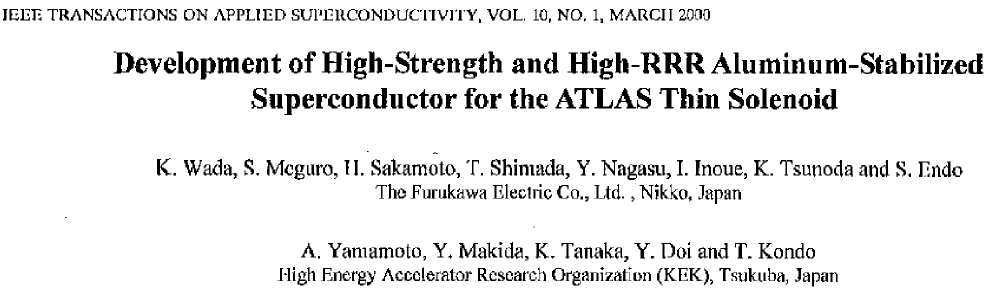 IEEE TRANSACTIONS ON APPLIED SUPERCONDUCTIVITY, VOL. 10, NO. 1, MARCH 2000
Development of High-Strength and High-RRR Aluminum-Stabilized
Superconductor for the ATLAS Thin Solenoid
K. Wada, S. Meguro, H. Sakamoto, T. Shimada, Y. Nagasu, I. Inoue, K. Tsunoda and S. Endo
The Furukawa Electric Co., Ltd. , Nikko, Japan
A. Yamamoto, Y. Makida, K. Tanaka, Y. Doi and T. Kondo
High Energy Accelerator Research Organization (KEK), Tsukuba, Japan